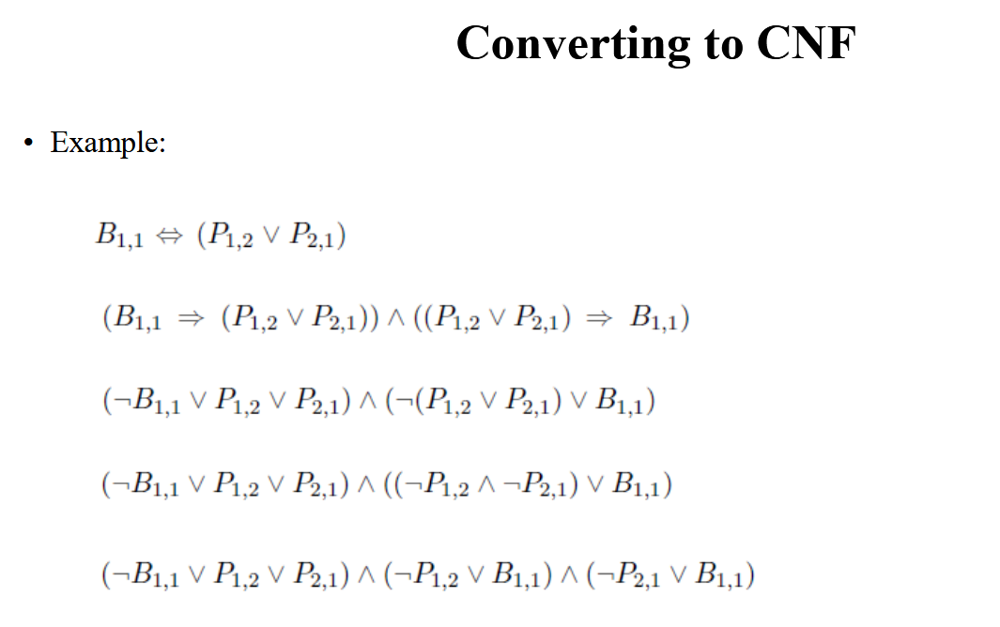 Converting to CNF
• Example:
B₁,₁ ⇔ (P₁,₂ ∨ P₂,₁)
(B₁,₁ ⇒ (P₁,₂ ∨ P₂,₁)) ∧ ((P₁,₂ ∨ P₂,₁) ⇒ B₁,₁)
(¬B₁,₁ ∨ P₁,₂ ∨ P₂,₁) ∧ (¬(P₁,₂ ∨ P₂,₁) ∨ B₁,₁)
(¬B₁,₁ ∨ P₁,₂ ∨ P₂,₁) ∧ ((¬P₁,₂ ∧ ¬P₂,₁) ∨ B₁,₁)
(¬B₁,₁ ∨ P₁,₂ ∨ P₂,₁) ∧ (¬P₁,₂ ∨ B₁,₁) ∧ (¬P₂,₁ ∨ B₁,₁)